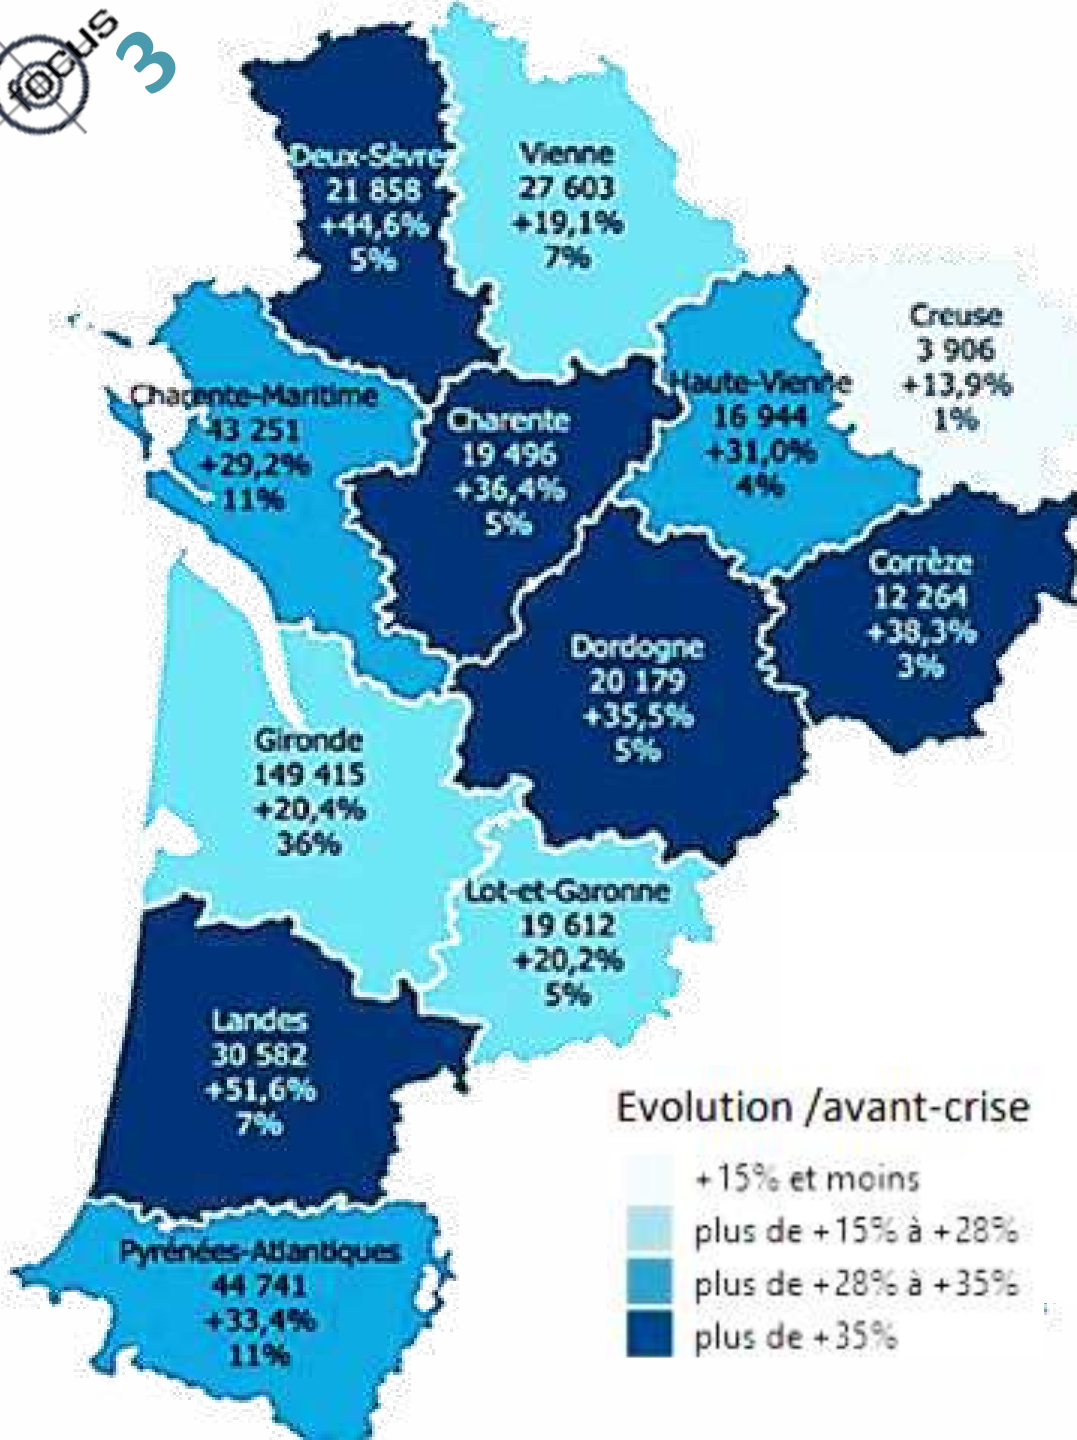 focus
3
Deux-Sèvre
21 858
+44,6%
5%
Vienne
27 603
+19,1%
7%
Creuse
3 906
+13,9%
1%
Haute-Vienne
16 944
+31,0%
4%
Charente-Maritime
43 251
+29,2%
11%
Charente
19 496
+36,4%
5%
Corrèze
12 264
+38,3%
3%
Dordogne
20 179
+35,5%
5%
Gironde
149 415
+20,4%
36%
Lot-et-Garonne
19 612
+20,2%
5%
Landes
30 582
+51,6%
7%
Pyrénées-Atlantiques
44 741
+33,4%
11%
Evolution /avant-crise
+15% et moins
plus de +15% à +28%
plus de +28% à +35%
plus de +35%